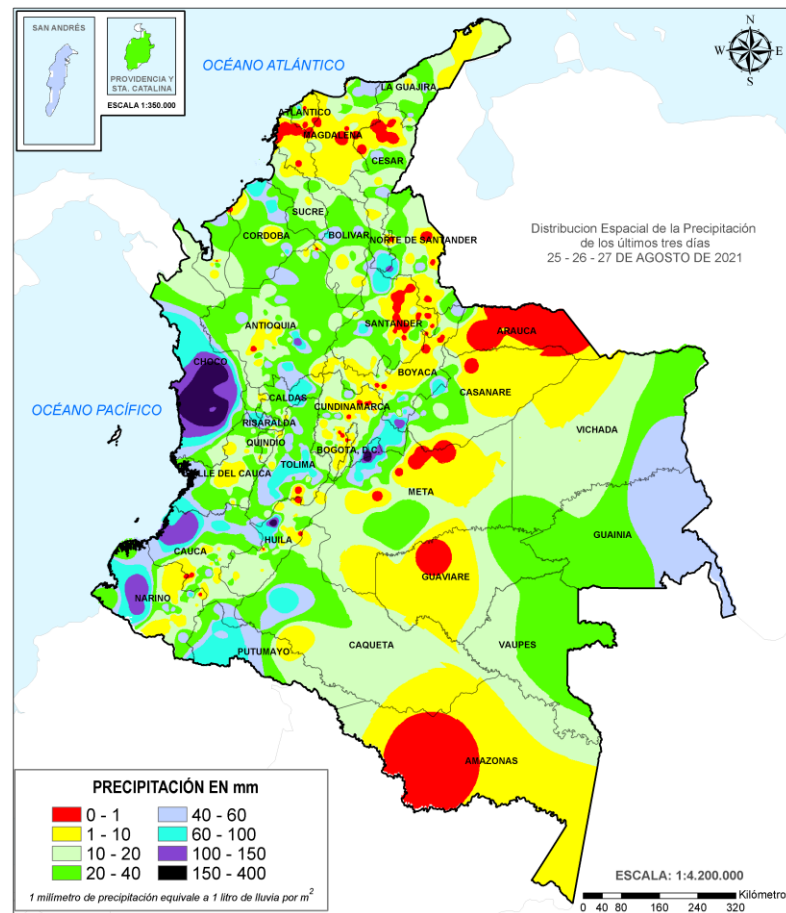 SAN ANDRÉS
PROVIDENCIA Y
STA. CATALINA
ESCALA 1:350.000
OCÉANO ATLÁNTICO
N
W
E
S
LA GUAJIRA
ATLANTICO
MAGDALENA
CESAR
SUCRE
CORDOBA
BOLIVAR
NORTE DE SANTANDER
Distribucion Espacial de la Precipitación
de los últimos tres días
25 - 26 - 27 DE AGOSTO DE 2021
ANTIOQUIA
SANTANDER
ARAUCA
CHOCO
BOYACA
CASANARE
OCÉANO PACÍFICO
CALDAS
CUNDINAMARCA
RISARALDA
VICHADA
QUINDIO
BOGOTA, D.C.
TOLIMA
VALLE DEL CAUCA
META
GUAINIA
HUILA
CAUCA
GUAVIARE
NARIÑO
CAQUETA
VAUPES
PUTUMAYO
AMAZONAS
PRECIPITACIÓN EN mm
0 - 1
40 - 60
1 - 10
60 - 100
10 - 20
100 - 150
20 - 40
150 - 400
1 milímetro de precipitación equivale a 1 litro de lluvia por m²
ESCALA: 1:4.200.000
Kilómetros
0 40 80 160 240 320